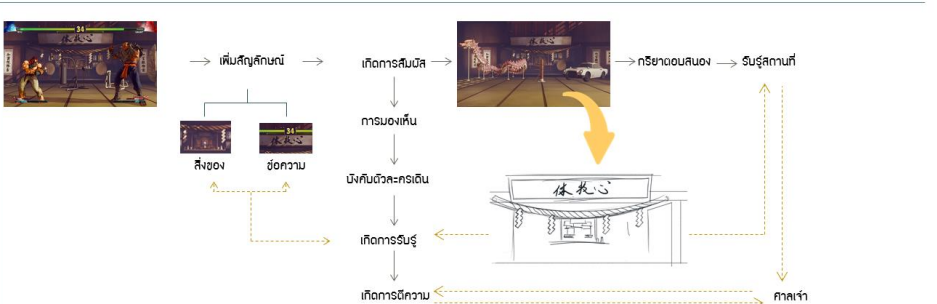 34
เพิ่มสัญลักษณ์
เกิดการสัมผัส
กริยาตอบสนอง
รับรู้สถานที่
การมองเห็น
34
สิ่งของ
ข้อความ
บังคับตัวละครเดิน
เกิดการรับรู้
เกิดการตีความ
ศาลเจ้า